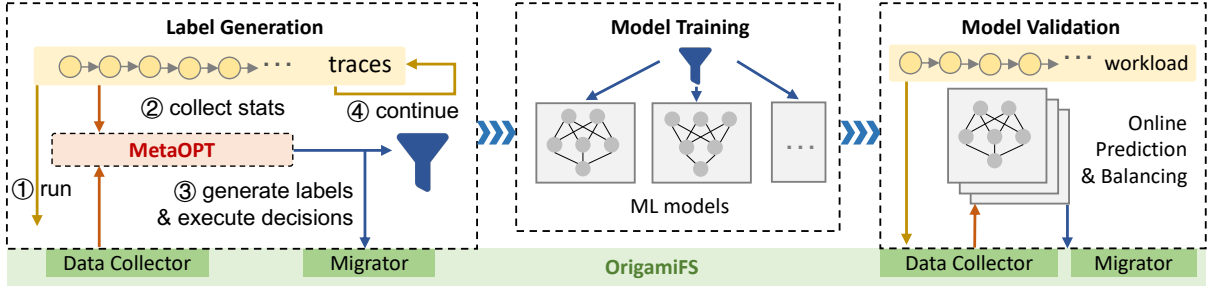 Label Generation
traces
② collect stats
④ continue
MetaOPT
① run
③ generate labels
& execute decisions
Data Collector
Migrator
Model Training
...
ML models
OrigamiFS
Model Validation
... workload
Online
Prediction
& Balancing
Data Collector
Migrator